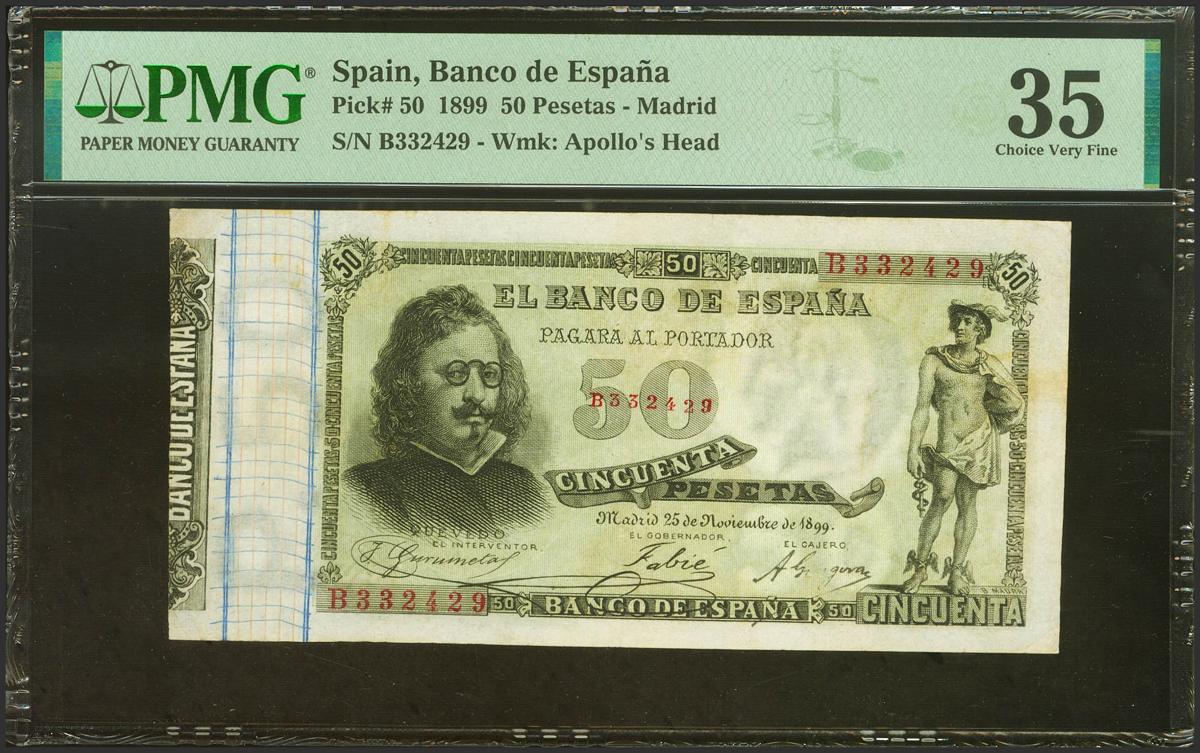 PMG®
PAPER MONEY GUARANTY
Spain, Banco de España
Pick# 50 1899 50 Pesetas - Madrid
S/N B332429 - Wmk: Apollo's Head
35
Choice Very Fine
50
CINCUENTA PESETAS CINCUENTA PESETAS
50
CINCUENTA
B332429
50
EL BANCO DE ESPAÑA
PAGARA AL PORTADOR
50
B332429
CINCUENTA
PESETAS
Madrid 25 de Noviembre de 1899.
QUEVEDO
EL INTERVENTOR.
EL GOBERNADOR.
EL CAJERO.
Fabié
B332429
50
BANCO DE ESPAÑA
50
CINCUENTA
B MAURA
BANCO DE ESPAÑA